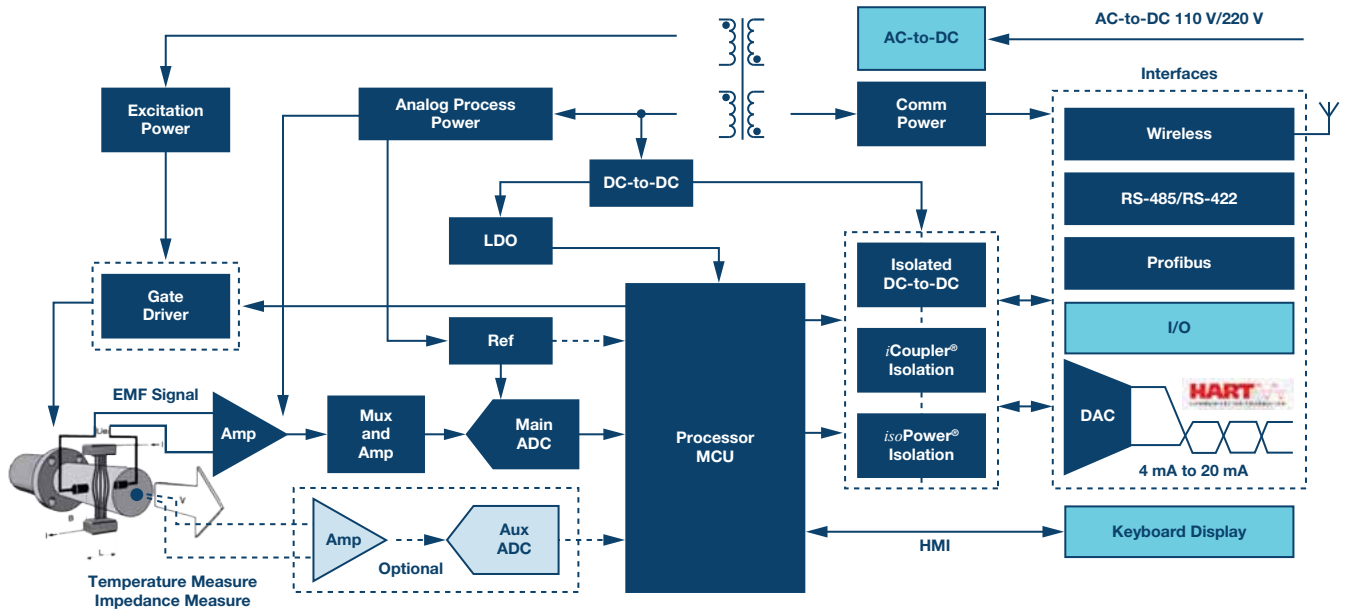 AC-to-DC 110 V/220 V
AC-to-DC
Interfaces
Excitation
Power
Analog Process
Power
Comm
Power
Wireless
DC-to-DC
RS-485/RS-422
LDO
Profibus
Isolated
DC-to-DC
Gate
Driver
I/O
Ref
iCoupler®
Isolation
EMF Signal
HART
DAC
Amp
Mux
and
Amp
Main
ADC
Processor
MCU
isoPower®
Isolation
4 mA to 20 mA
V
B
I
L
Amp
Aux
ADC
Optional
HMI
Keyboard Display
Temperature Measure
Impedance Measure